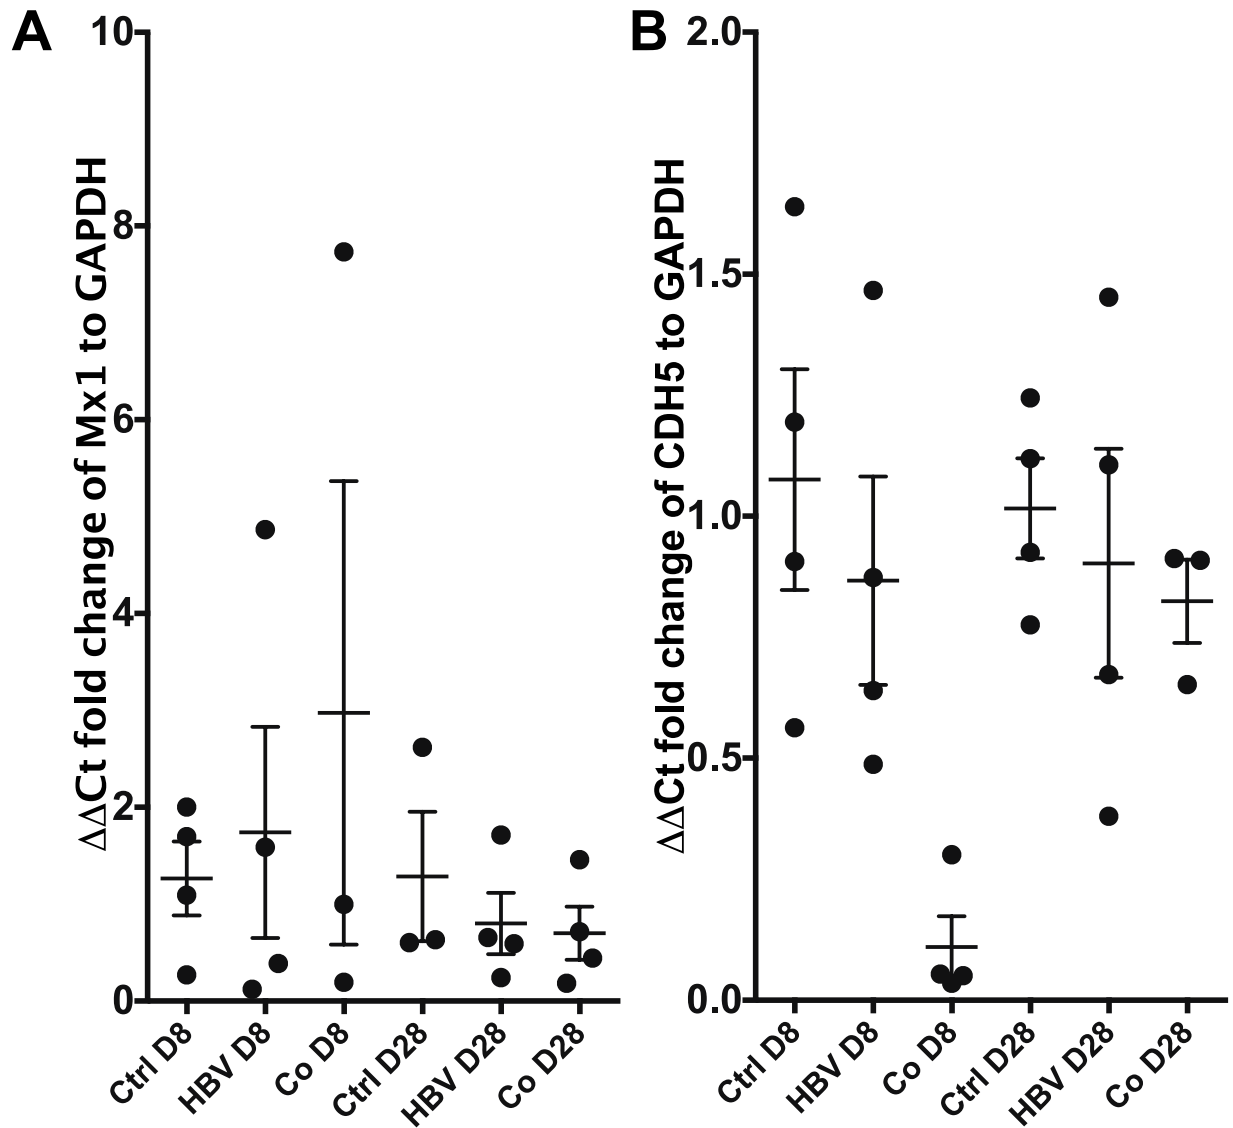 A
10
8
6
4
2
0
ΔΔCt fold change of Mx1 to GAPDH
Ctrl D8
HBV D8
Co D8
Ctrl D28
HBV D28
Co D28
B
2.0
1.5
1.0
0.5
0.0
ΔΔCt fold change of CDH5 to GAPDH
Ctrl D8
HBV D8
Co D8
Ctrl D28
HBV D28
Co D28